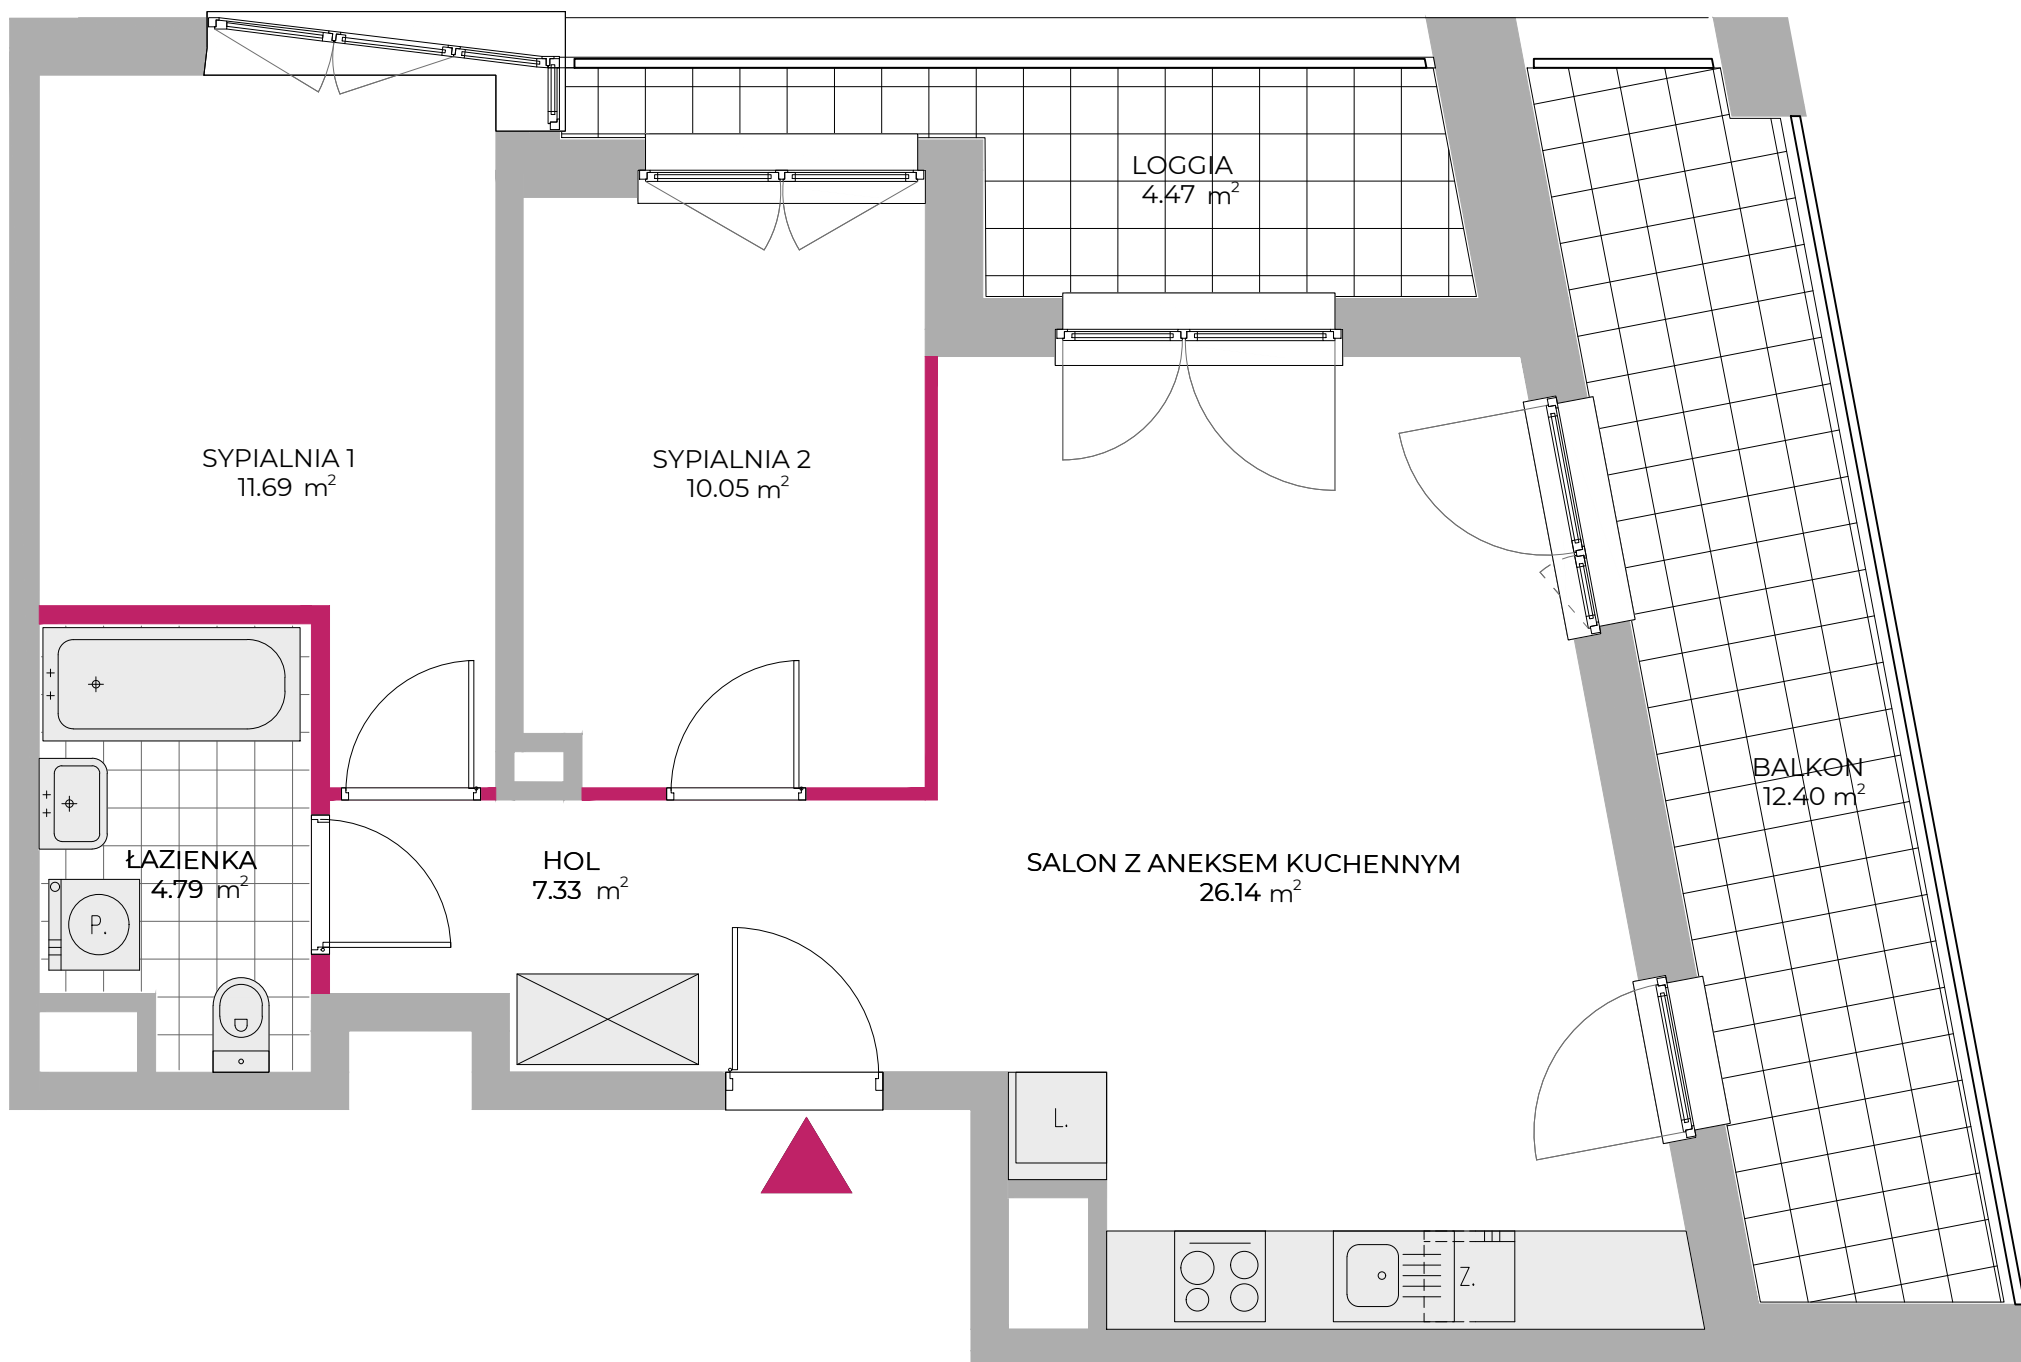 LOGGIA
4.47 m²
SYPIALNIA 1
11.69 m²
SYPIALNIA 2
10.05 m²
BALKON
12.40 m²
ŁAZIENKA
4.79 m²
HOL
7.33 m²
SALON Z ANEKSEM KUCHENNYM
26.14 m²
P.
L.
Z.